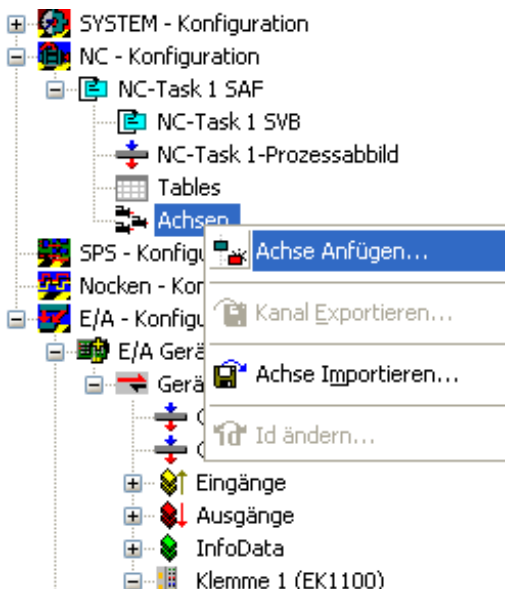 SYSTEM - Konfiguration
NC - Konfiguration
NC-Task 1 SAF
NC-Task 1 SVB
NC-Task 1-Prozessabbild
Tables
Achsen
Achse Anfügen...
SPS - Konfigu
Nocken - Kor
Kanal Exportieren...
E/A - Konfigu
E/A Gerä
Achse Importieren...
Gerä
Id ändern...
Eingänge
Ausgänge
InfoData
Klemme 1 (EK1100)